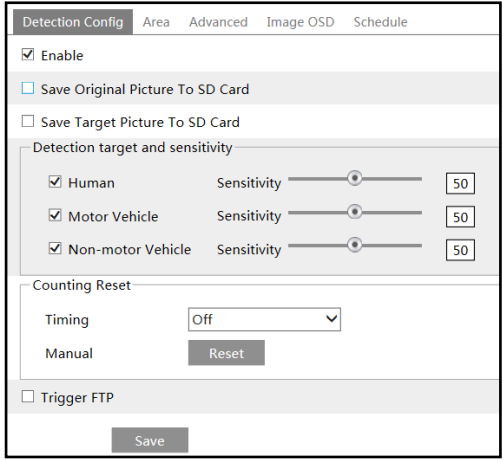 Detection Config Area Advanced Image OSD Schedule
Enable
Save Original Picture To SD Card
Save Target Picture To SD Card
Detection target and sensitivity
Human Sensitivity 50
Motor Vehicle Sensitivity 50
Non-motor Vehicle Sensitivity 50
Counting Reset
Timing Off
Manual Reset
Trigger FTP
Save